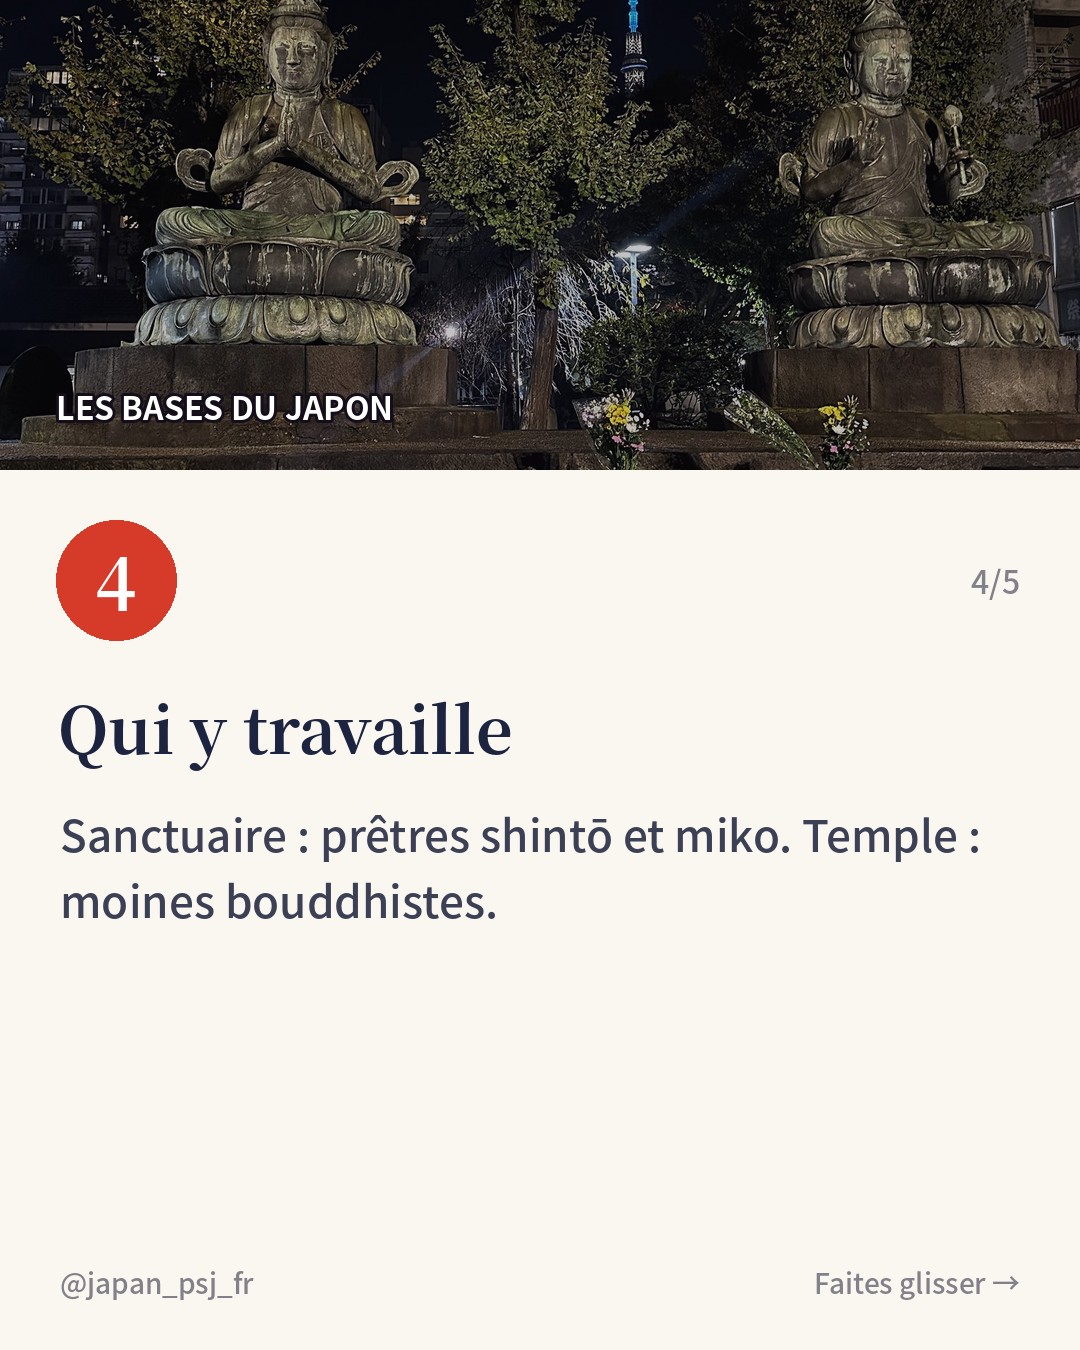 LES BASES DU JAPON
4
4/5
Qui y travaille
Sanctuaire : prêtres shintō et miko. Temple :
moines bouddhistes.
@japan_psj_fr
Faites glisser →